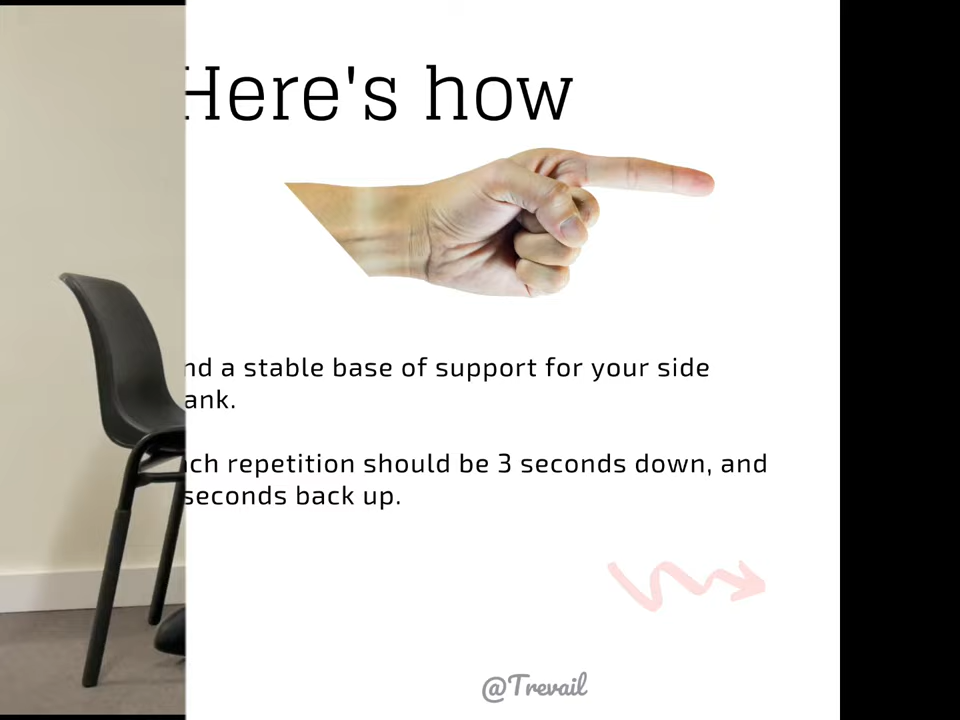 Here's how
nd a stable base of support for your side
ank.
ch repetition should be 3 seconds down, and
seconds back up.
@Trevail